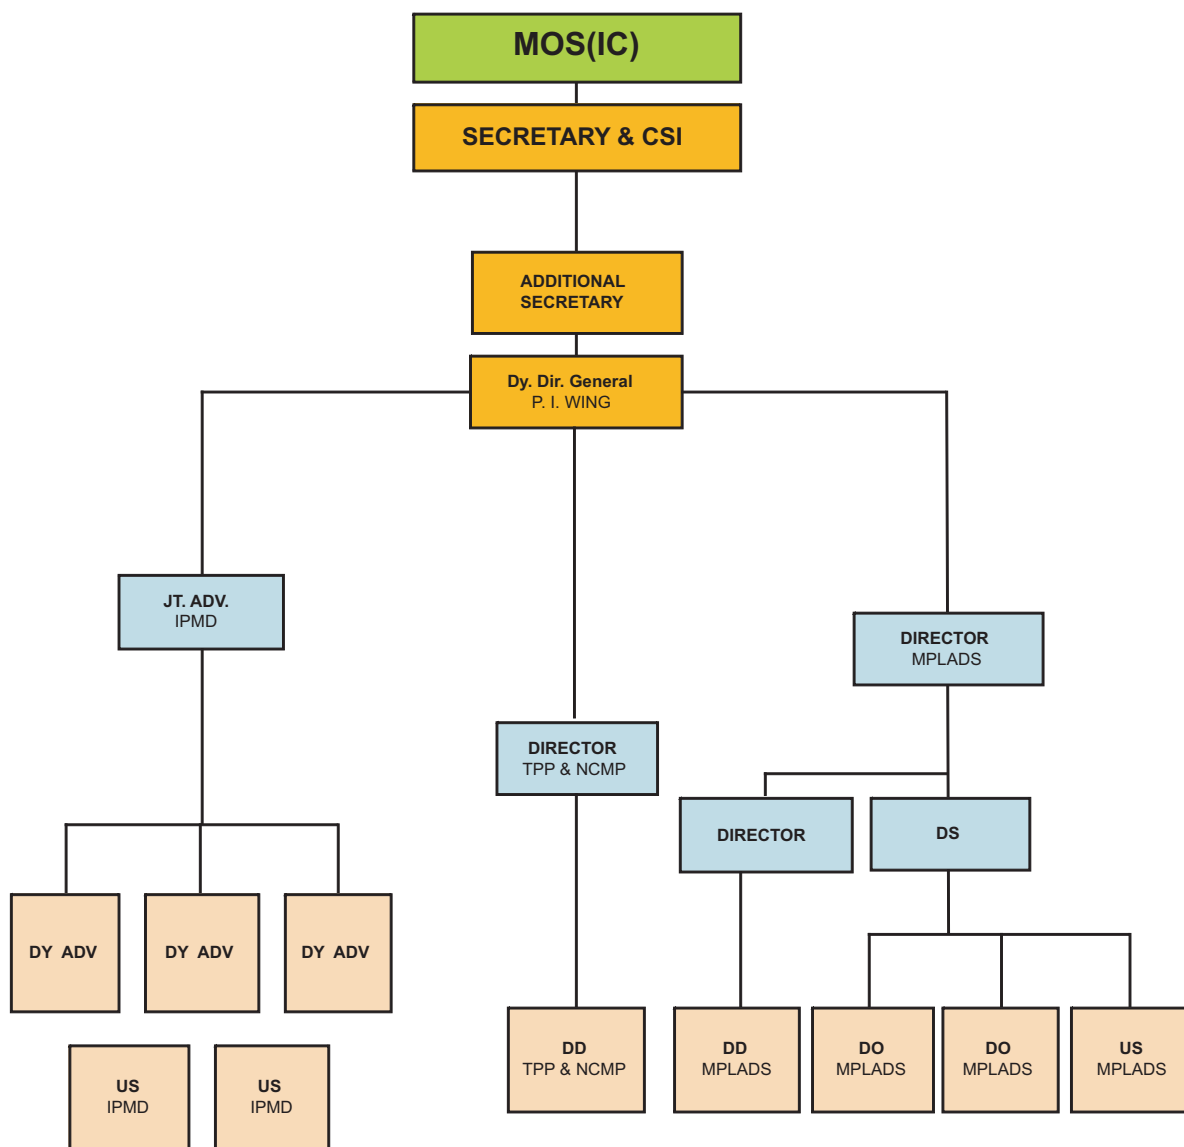 MOS(IC)
SECRETARY & CSI
ADDITIONAL
SECRETARY
Dy. Dir. General
P. I. WING
JT. ADV.
IPMD
DIRECTOR
MPLADS
DIRECTOR
TPP & NCMP
DIRECTOR
DS
DY ADV
DY ADV
DY ADV
DD
TPP & NCMP
DD
MPLADS
DO
MPLADS
DO
MPLADS
US
MPLADS
US
IPMD
US
IPMD